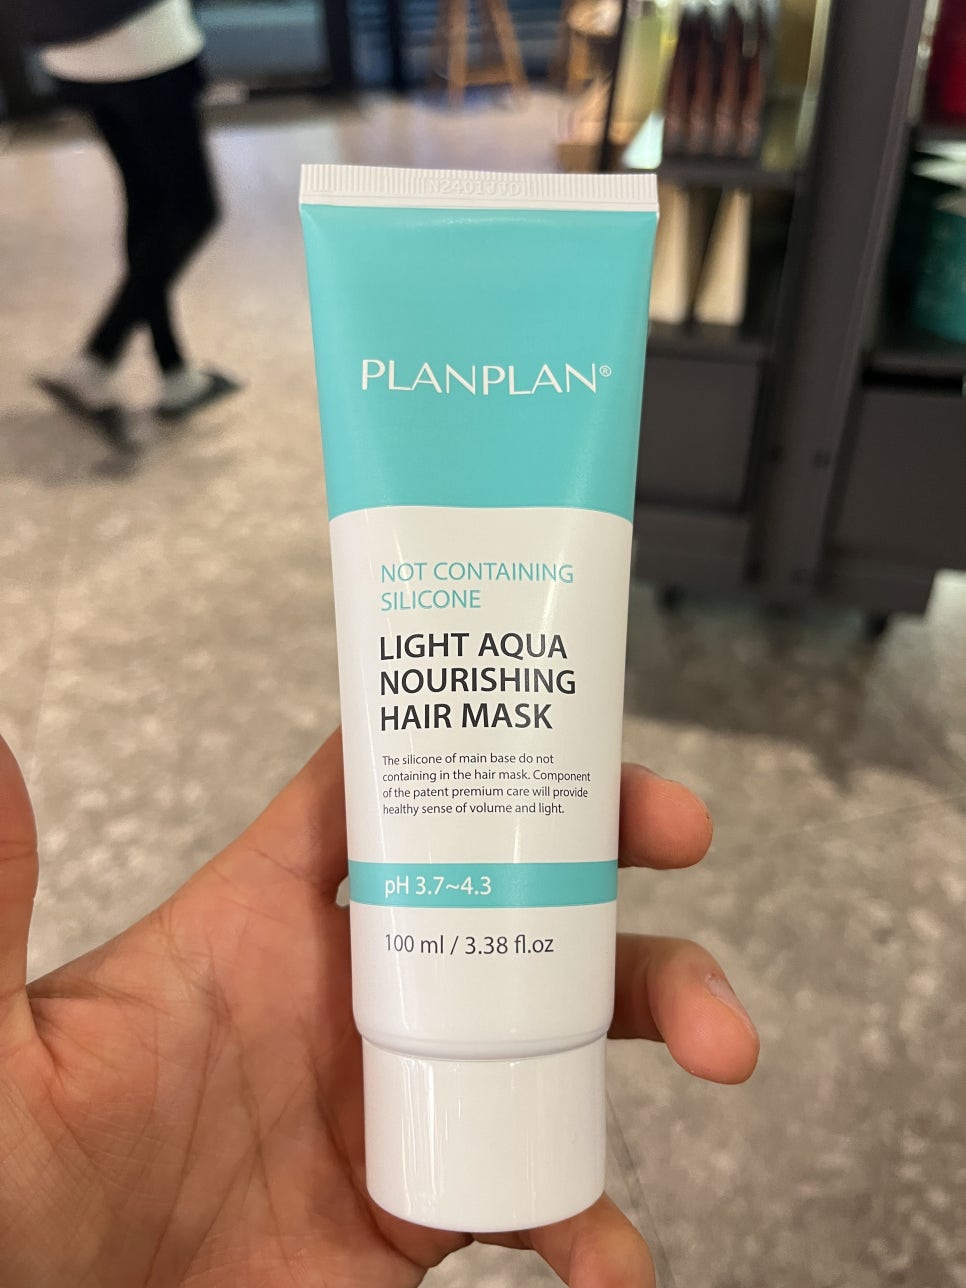 PLANPLAN®
NOT CONTAINING
SILICONE
LIGHT AQUA
NOURISHING
HAIR MASK
The silicone of main base do not
containing in the hair mask. Component
of the patent premium care will provide
healthy sense of volume and light.
pH 3.7~4.3
100 ml / 3.38 fl.oz